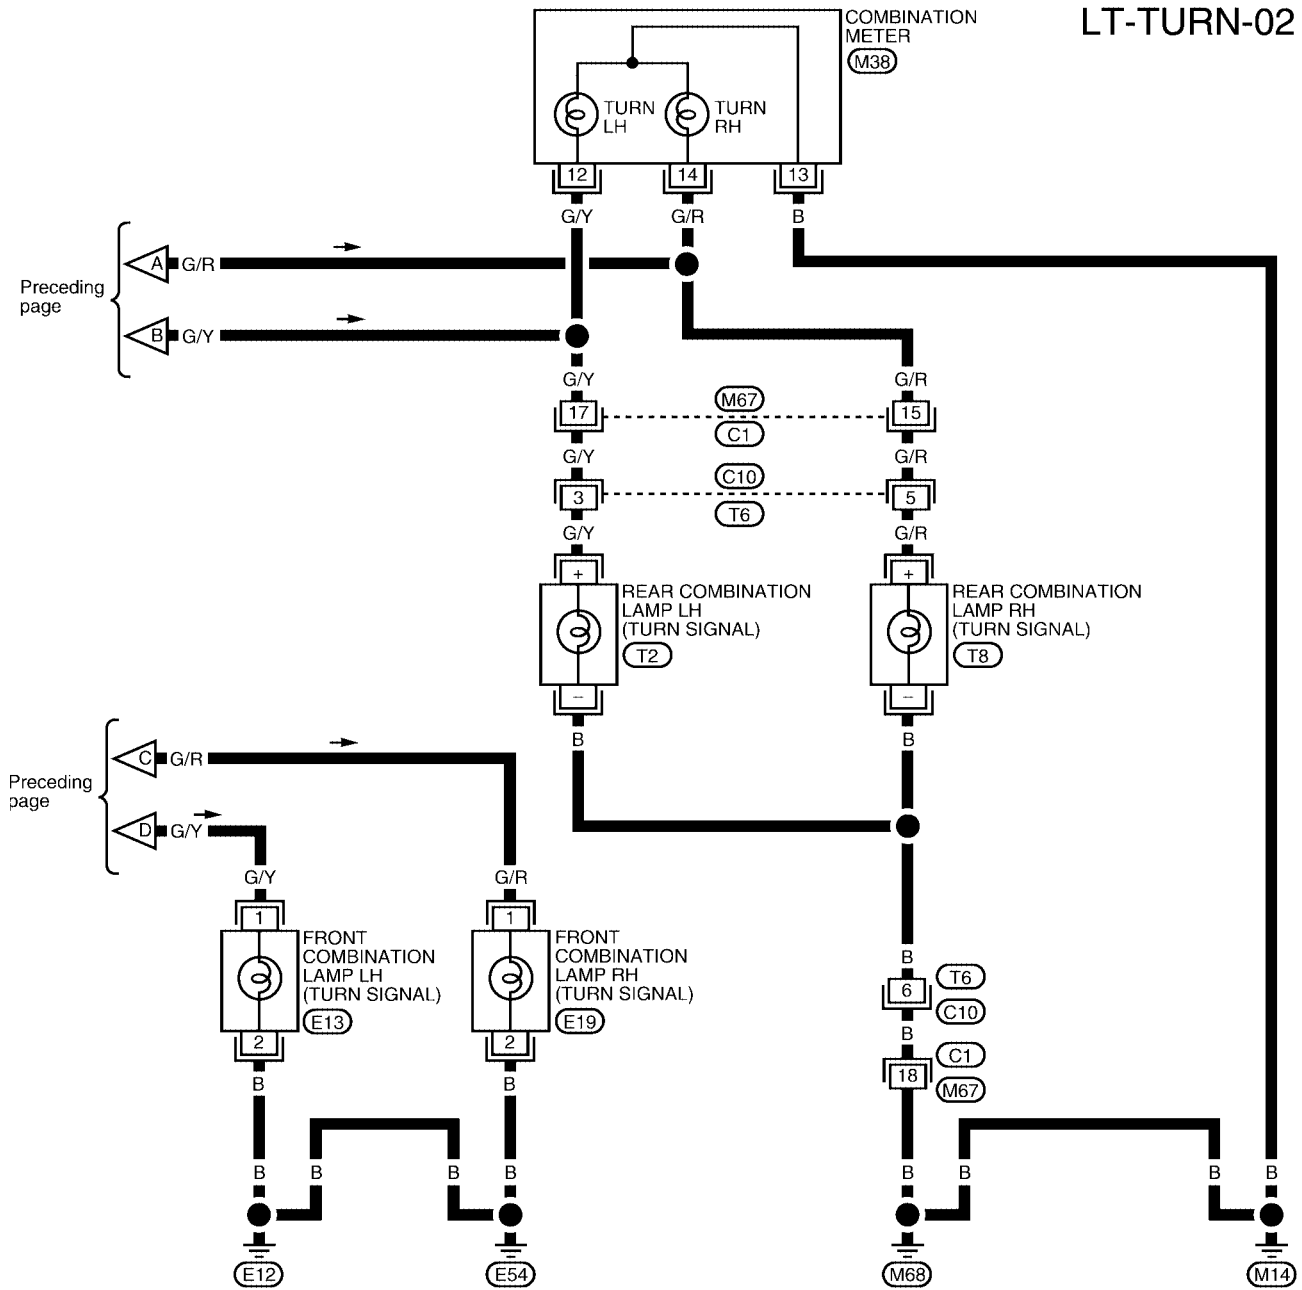 LT-TURN-02
COMBINATION
METER
M38
TURN
LH
TURN
RH
12
14
13
G/Y
G/R
B
Preceding
page
A
G/R
B
G/Y
G/Y
G/R
17
M67
15
C1
G/Y
G/R
3
C10
5
T6
G/Y
G/R
+
+
REAR COMBINATION
LAMP LH
(TURN SIGNAL)
T2
REAR COMBINATION
LAMP RH
(TURN SIGNAL)
T8
–
–
B
B
Preceding
page
C
G/R
D
G/Y
G/Y
G/R
1
1
FRONT
COMBINATION
LAMP LH
(TURN SIGNAL)
E13
FRONT
COMBINATION
LAMP RH
(TURN SIGNAL)
E19
2
2
B
B
B
6
T6
C10
B
18
C1
M67
B
B
B
B
B
B
B
B
E12
E54
M68
M14